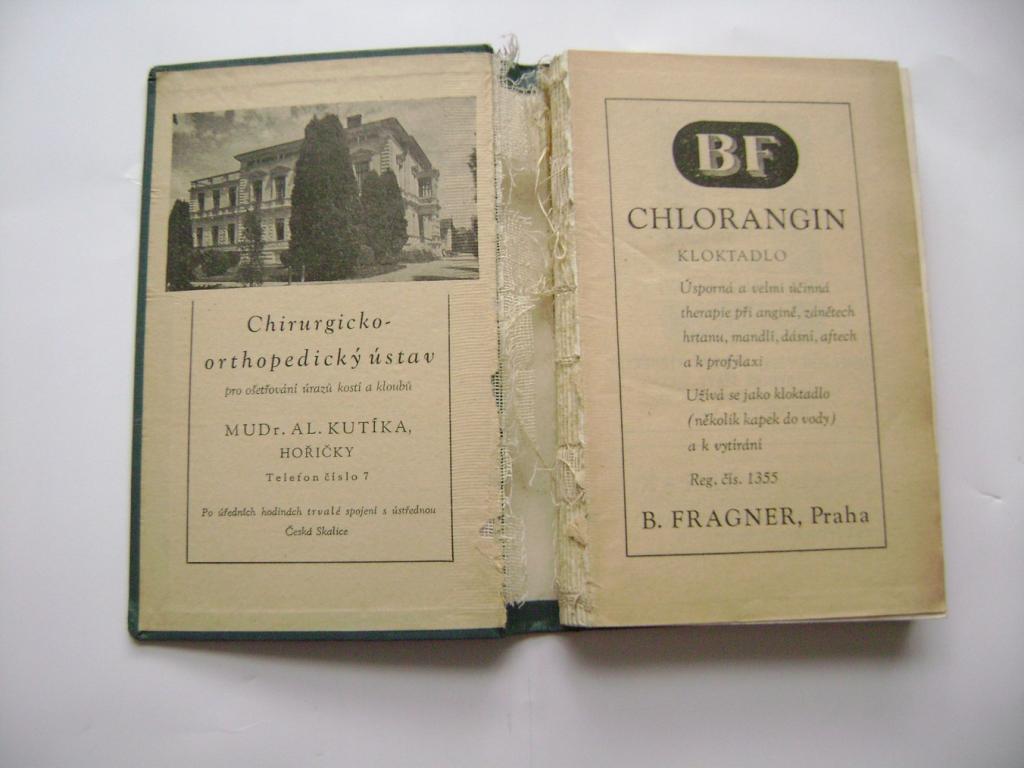 Chirurgicko-
orthopedický ústav
pro ošetřování úrazů kostí a kloubů
MUDr. AL. KUTÍKA,
HOŘIČKY
Telefon číslo 7
Po úředních hodinách trvalé spojení s ústřednou
Česká Skalice
BF
CHLORANGIN
KLOKTADLO
Úsporná a velmi účinná
therapie při angině, zánětech
hrtanu, mandlí, dásní, aftech
a k profylaxi
Užívá se jako kloktadlo
(několik kapek do vody)
a k vytírání
Reg. čís. 1355
B. FRAGNER, Praha